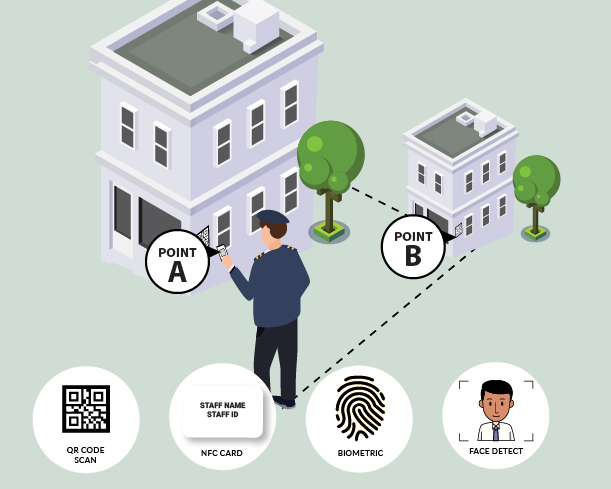 POINT
A
POINT
B
STAFF NAME
STAFF ID
QR CODE
SCAN
NFC CARD
BIOMETRIC
FACE DETECT